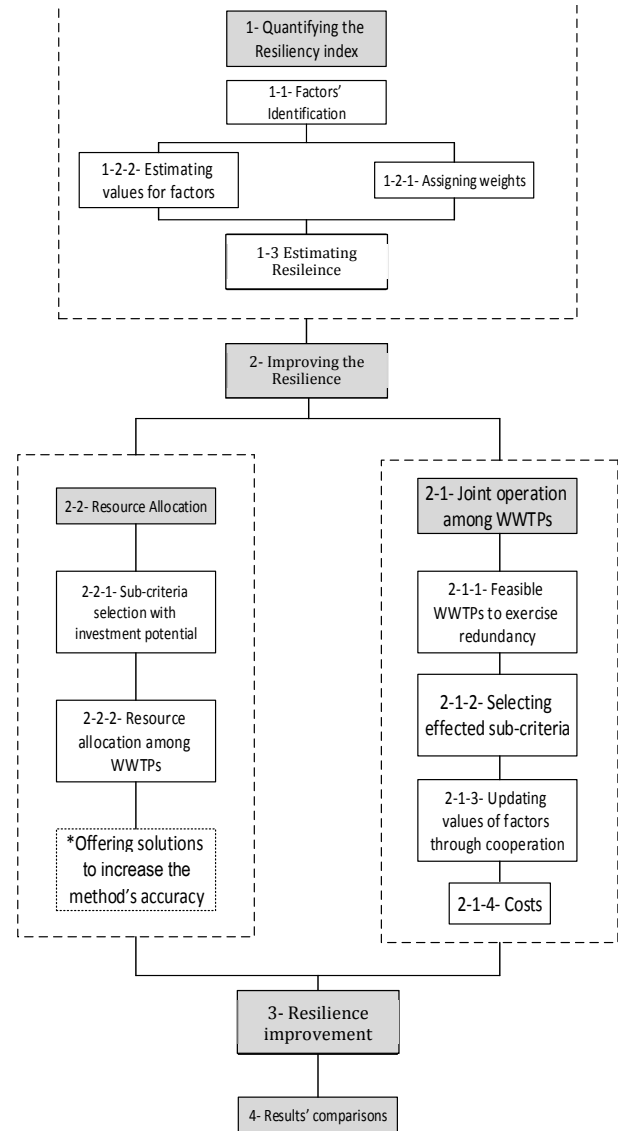 1- Quantifying the
Resiliency index
1-1- Factors'
Identification
1-2-2- Estimating
values for factors
1-2-1- Assigning weights
1-3 Estimating
Resileince
2- Improving the
Resilience
2-2- Resource Allocation
2-2-1- Sub-criteria
selection with
investment potential
2-2-2- Resource
allocation among
WWTPs
*Offering solutions
to increase the
method's accuracy
2-1- Joint operation
among WWTPs
2-1-1- Feasible
WWTPs to exercise
redundancy
2-1-2- Selecting
effected sub-criteria
2-1-3- Updating
values of factors
through cooperation
2-1-4- Costs
3- Resilience
improvement
4- Results' comparisons